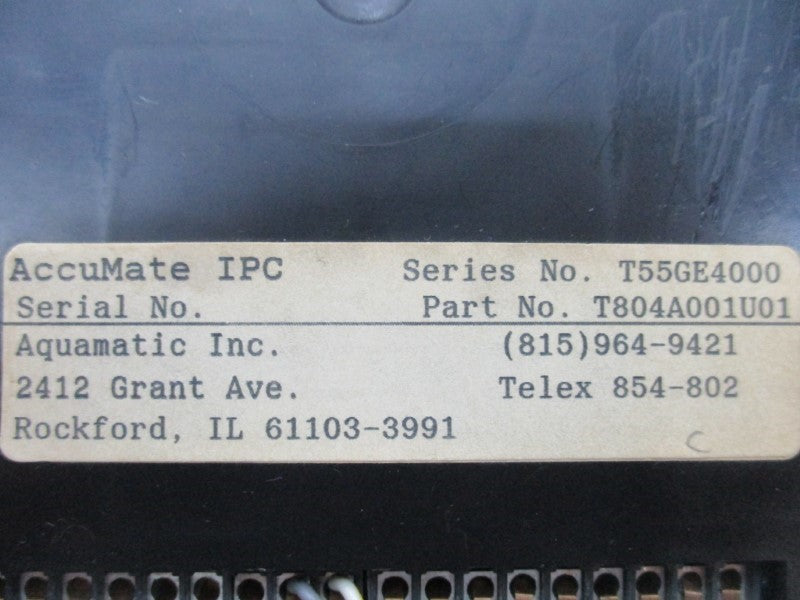 AccuMate IPC Series No. T55GE4000
Serial No. Part No. T804A001U01
Aquamatic Inc. (815)964-9421
2412 Grant Ave. Telex 854-802
Rockford, IL 61103-3991
C